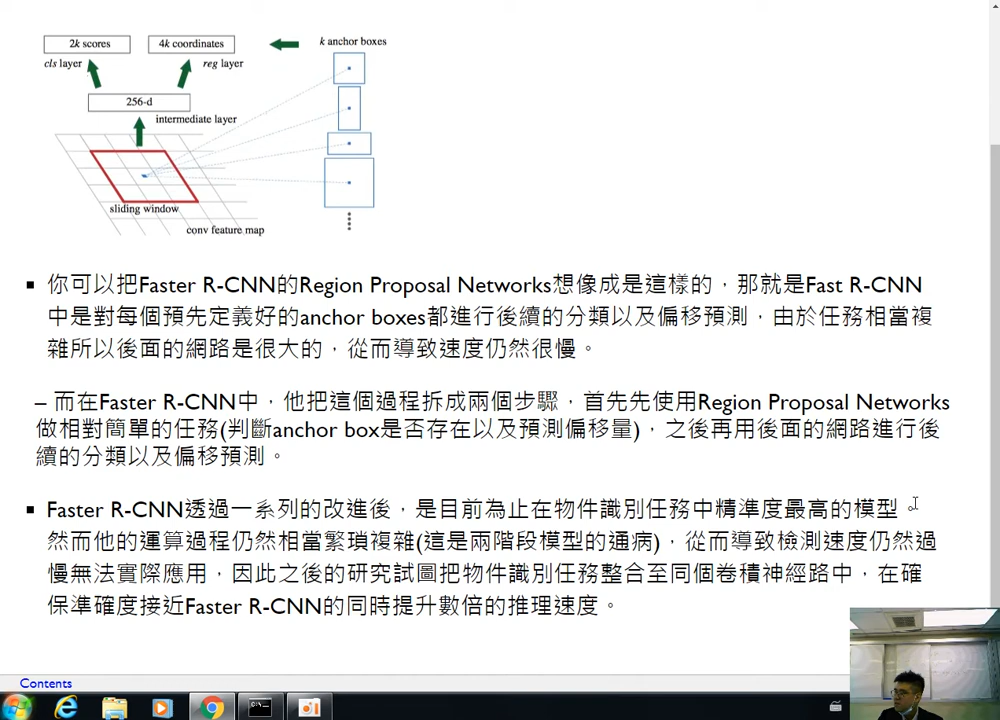 2k scores
4k coordinates
k anchor boxes
cls layer
reg layer
256-d
intermediate layer
sliding window
conv feature map
你可以把Faster R-CNN的Region Proposal Networks想像成是這樣的，那就是Fast R-CNN
中是對每個預先定義好的anchor boxes都進行後續的分類以及偏移預測，由於任務相當複
雜所以後面的網路是很大的，從而導致速度仍然很慢。
– 而在Faster R-CNN中，他把這個過程拆成兩個步驟，首先先使用Region Proposal Networks
做相對簡單的任務(判斷anchor box是否存在以及預測偏移量)，之後再用後面的網路進行後
續的分類以及偏移預測。
Faster R-CNN透過一系列的改進後，是目前為止在物件識別任務中精準度最高的模型。
然而他的運算過程仍然相當繁瑣複雜(這是兩階段模型的通病)，從而導致檢測速度仍然過
慢無法實際應用，因此之後的研究試圖把物件識別任務整合至同個卷積神經路中，在確
保準確度接近Faster R-CNN的同時提升數倍的推理速度。
Contents